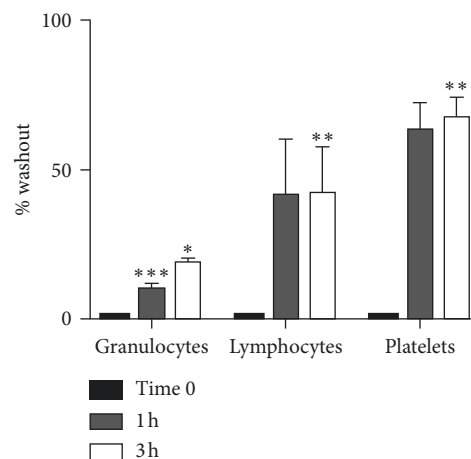 100
**
**
% washout
50
*
***
0
Granulocytes Lymphocytes Platelets
Time 0
1 h
3 h